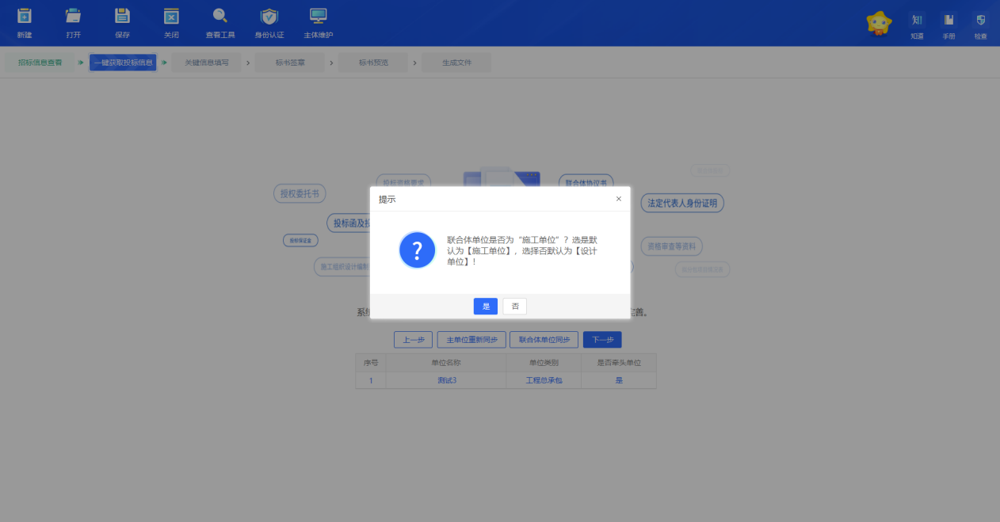 新建
打开
保存
关闭
查看工具
身份认证
主体维护
知道
手册
检查
招标信息查看
一键获取投标信息
关键信息填写
标书签章
标书预览
生成文件
投标资格要求
联合体协议书
授权委托书
法定代表人身份证明
投标函及投
投标保证金
资格审查等资料
施工组织设计编制
提示
联合体单位是否为“施工单位”？选是默
认为【施工单位】，选择否默认为【设计
单位】！
是 否
系统
善。
上一步 主单位重新同步 联合体单位同步 下一步
序号 单位名称 单位类别 是否牵头单位
1 测试3 工程总承包 是